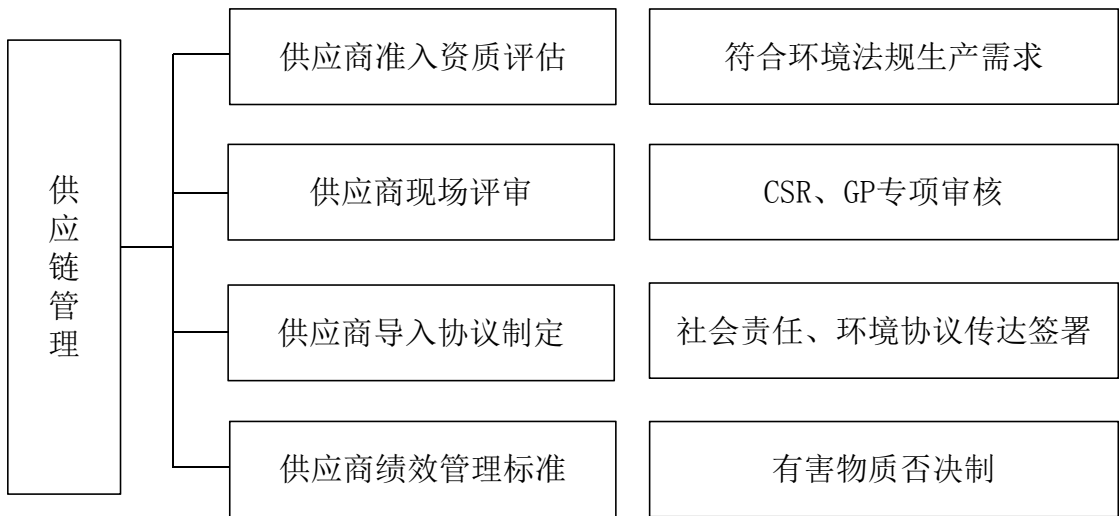 供应链管理
供应商准入资质评估
符合环境法规生产需求
供应商现场评审
CSR、GP专项审核
供应商导入协议制定
社会责任、环境协议传达签署
供应商绩效管理标准
有害物质否决制